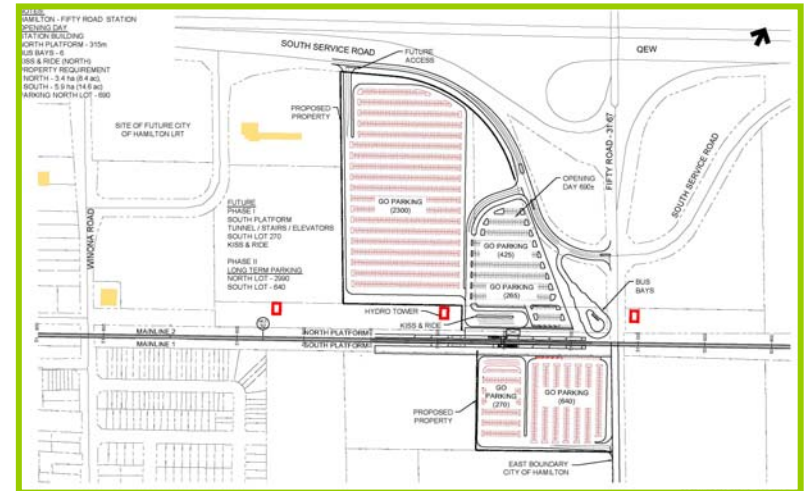 HAMILTON - FIFTY ROAD STATION
OPENING DAY
STATION BUILDING
NORTH PLATFORM - 315m
BUS BAYS - 6
KISS & RIDE (NORTH)
PROPERTY REQUIREMENT
NORTH - 3.4 ha (8.4 ac)
SOUTH - 5.9 ha (14.6 ac)
PARKING NORTH LOT - 690
SOUTH SERVICE ROAD
FUTURE
ACCESS
QEW
PROPOSED
PROPERTY
SITE OF FUTURE CITY
OF HAMILTON LRT
FIFTY ROAD - 31.67
SOUTH SERVICE ROAD
OPENING
DAY 690±
GO PARKING
(2300)
GO PARKING
(425)
GO PARKING
(265)
WINONA ROAD
FUTURE
PHASE I
SOUTH PLATFORM
TUNNEL / STAIRS / ELEVATORS
SOUTH LOT 270
KISS & RIDE
PHASE II
LONG TERM PARKING
NORTH LOT - 2990
SOUTH LOT - 640
BUS
BAYS
HYDRO TOWER
KISS & RIDE
MAINLINE 2
NORTH PLATFORM
MAINLINE 1
SOUTH PLATFORM
GO
PARKING
(270)
GO PARKING
(640)
PROPOSED
PROPERTY
EAST BOUNDARY
CITY OF HAMILTON